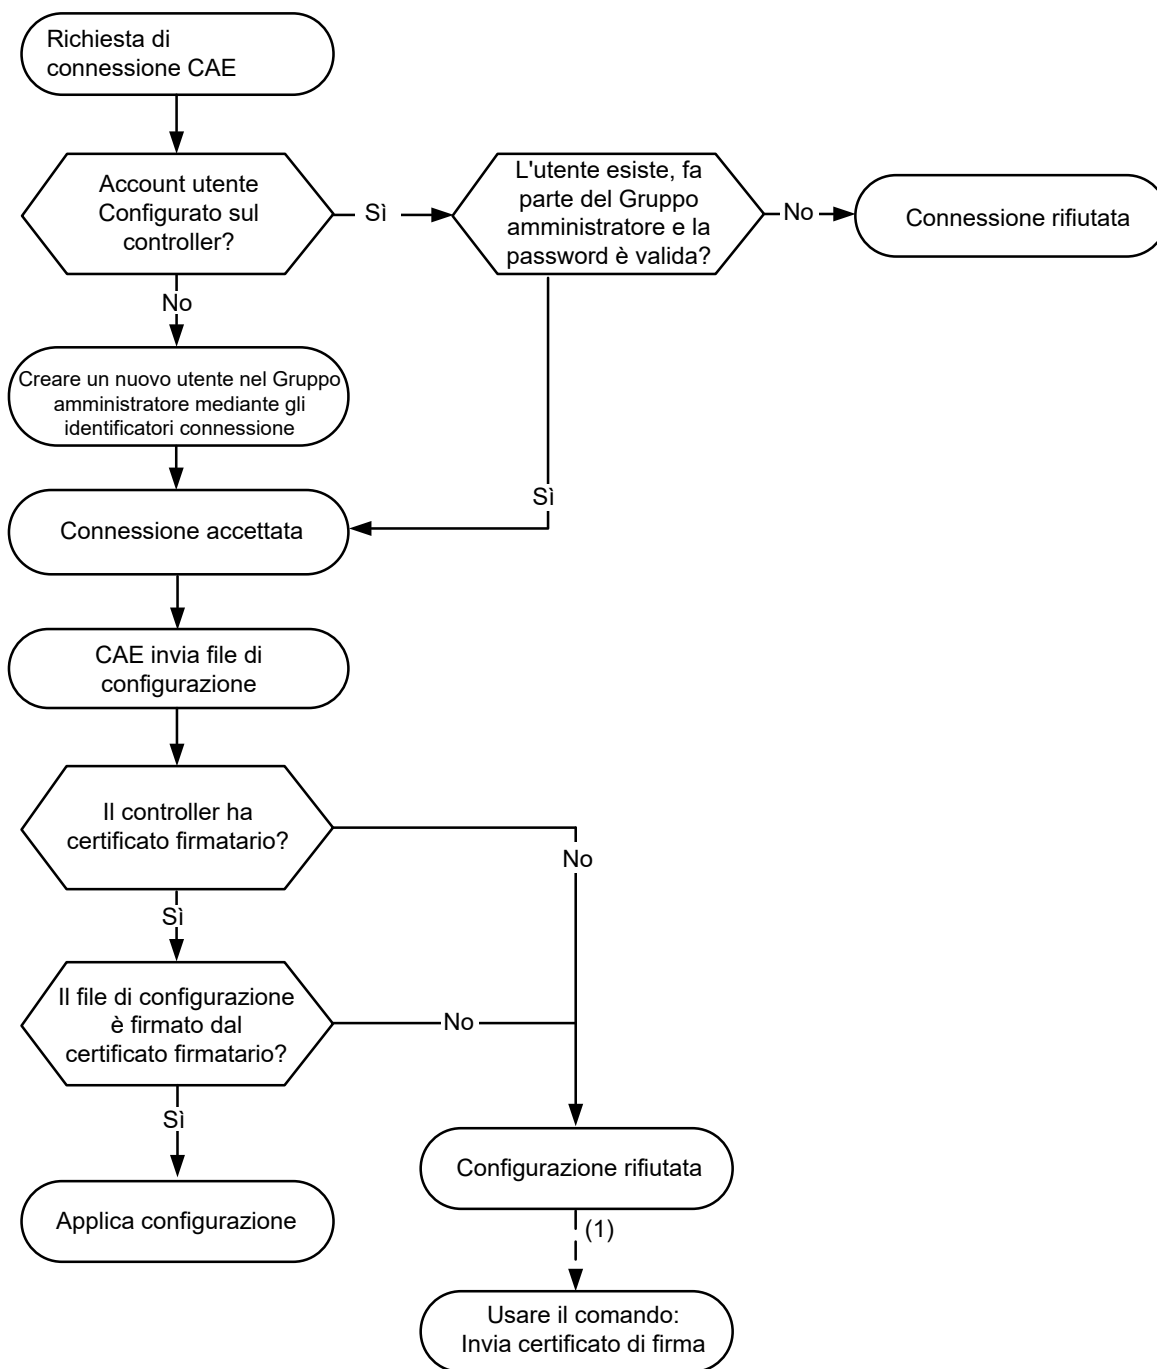 Richiesta di
connessione CAE
Account utente
Configurato sul
controller?
Sì
L'utente esiste, fa
parte del Gruppo
amministratore e la
password è valida?
No
Connessione rifiutata
No
Creare un nuovo utente nel Gruppo
amministratore mediante gli
identificatori connessione
Sì
Connessione accettata
CAE invia file di
configurazione
Il controller ha
certificato firmatario?
No
Sì
Il file di configurazione
è firmato dal
certificato firmatario?
No
Sì
Configurazione rifiutata
Applica configurazione
(1)
Usare il comando:
Invia certificato di firma